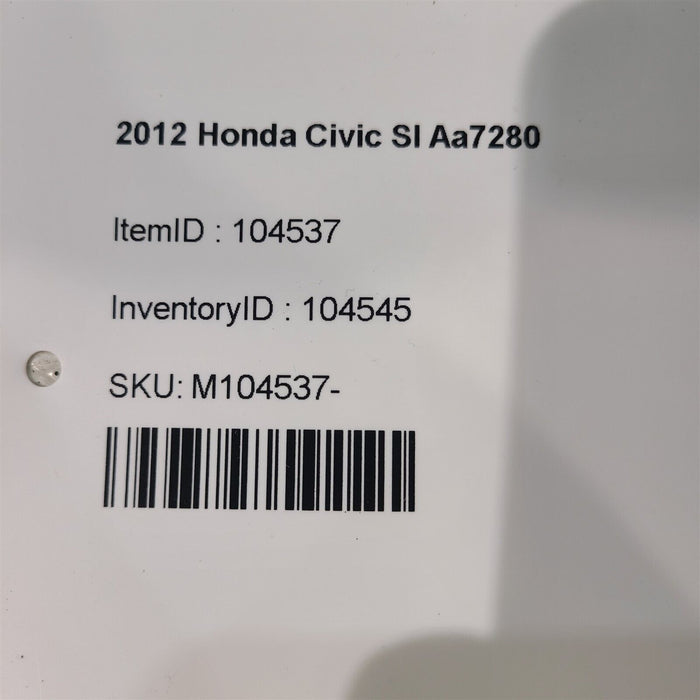 2012 Honda Civic SI Aa7280
ItemID : 104537
InventoryID : 104545
SKU: M104537-